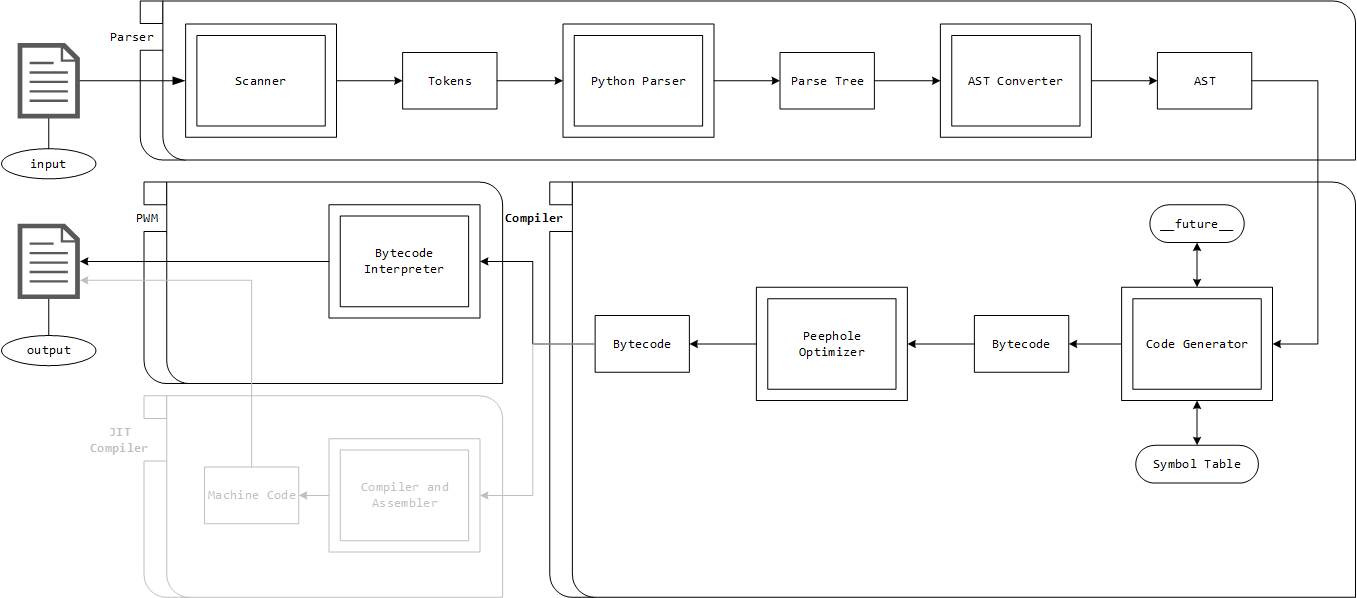 Parser
Scanner
Tokens
Python Parser
Parse Tree
AST Converter
AST
input
PWM
Bytecode
Interpreter
Compiler
__future__
output
Bytecode
Peephole
Optimizer
Bytecode
Code Generator
JIT
Compiler
Machine Code
Compiler and
Assembler
Symbol Table